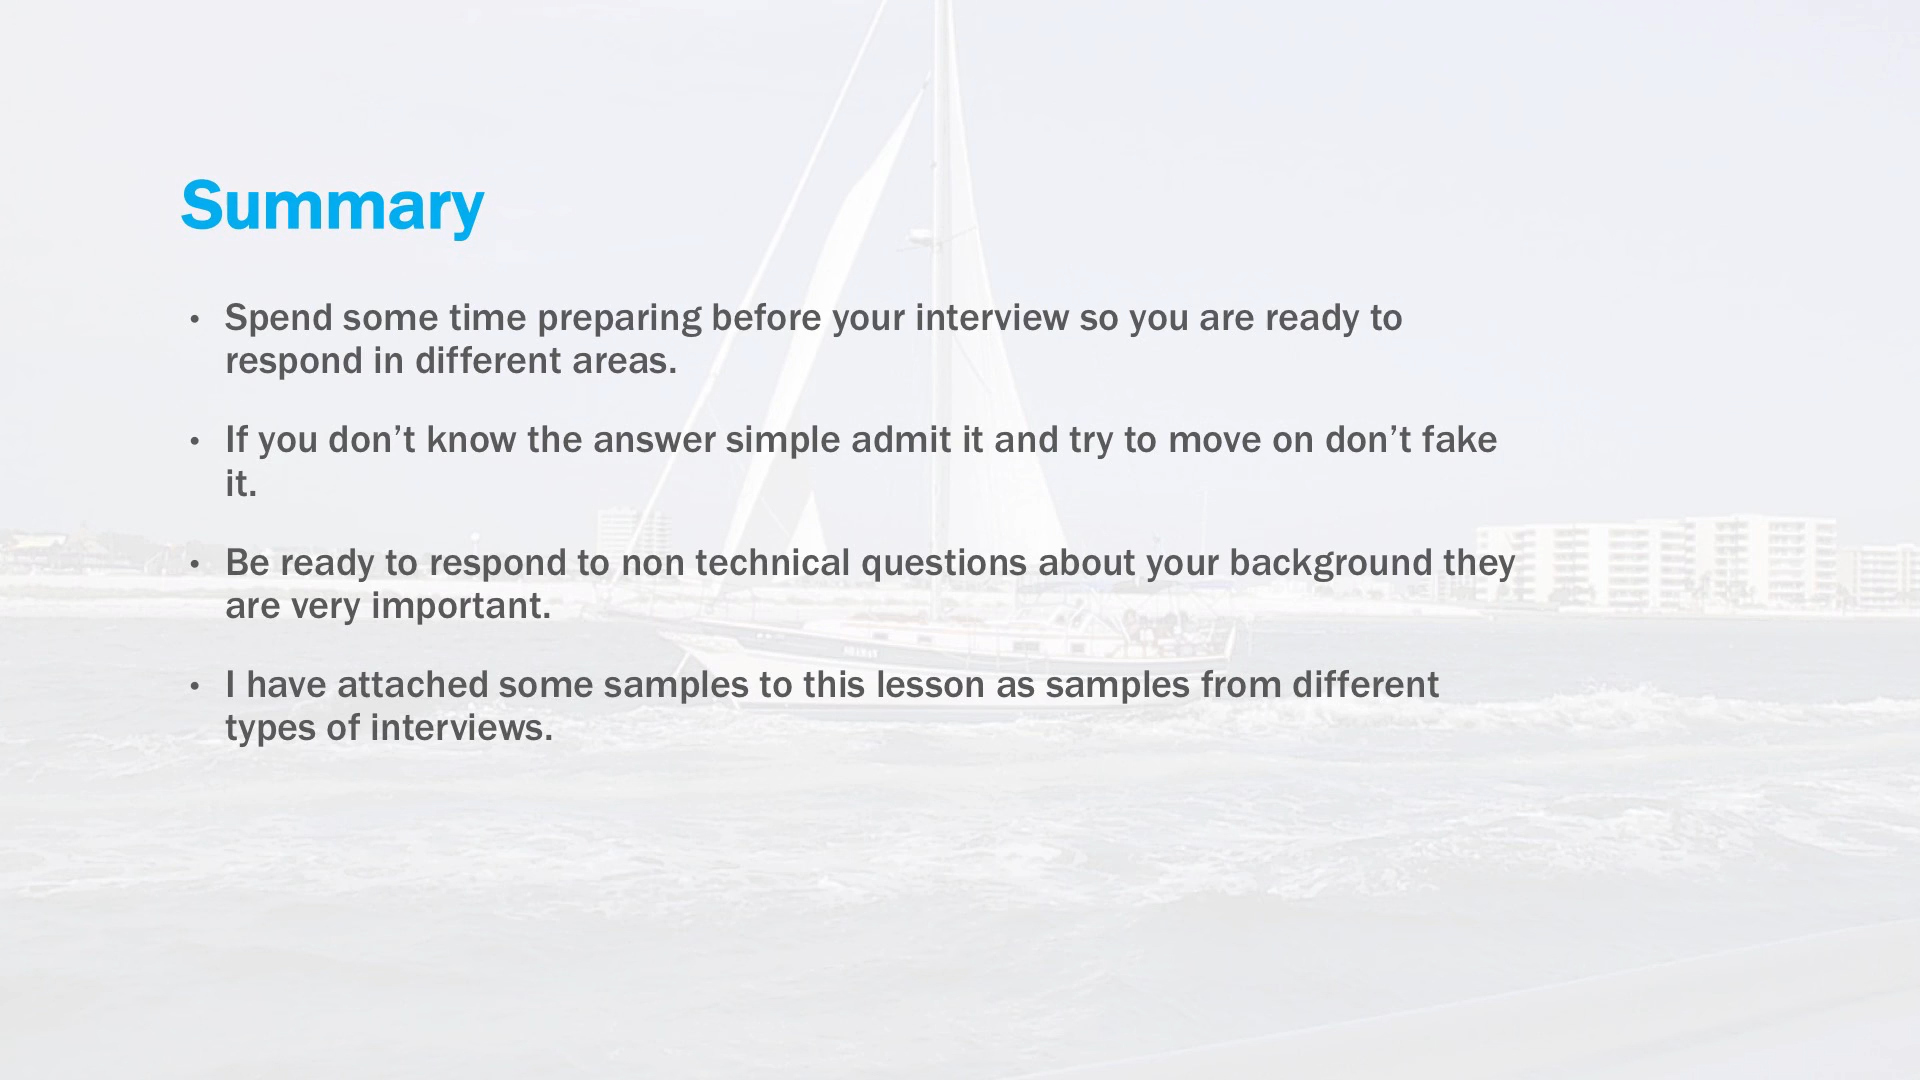 Summary
• Spend some time preparing before your interview so you are ready to
respond in different areas.
• If you don’t know the answer simple admit it and try to move on don’t fake
it.
• Be ready to respond to non technical questions about your background they
are very important.
• I have attached some samples to this lesson as samples from different
types of interviews.